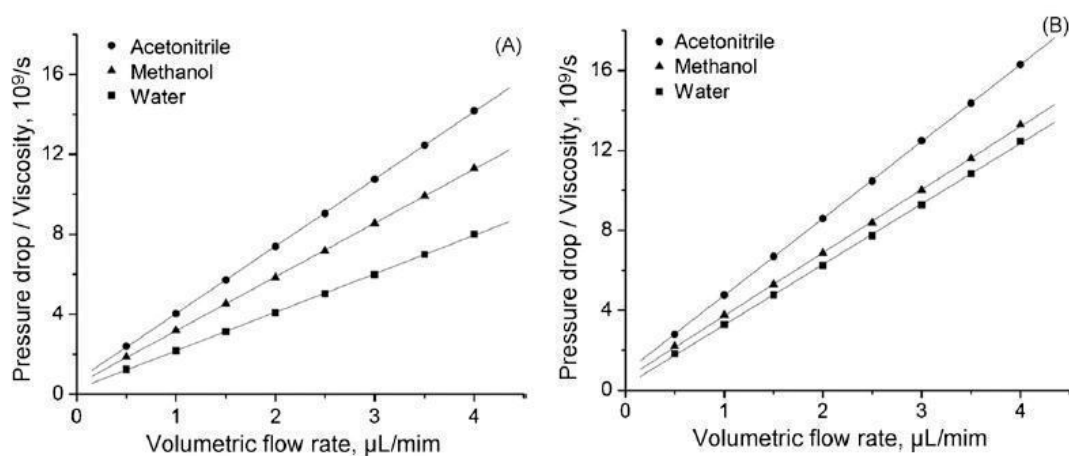 (A)
Acetonitrile
Methanol
Water
Pressure drop / Viscosity, 10⁹/s
16
12
8
4
0
0 1 2 3 4
Volumetric flow rate, µL/mim
(B)
Acetonitrile
Methanol
Water
Pressure drop / Viscosity, 10⁹/s
16
12
8
4
0
0 1 2 3 4
Volumetric flow rate, µL/mim